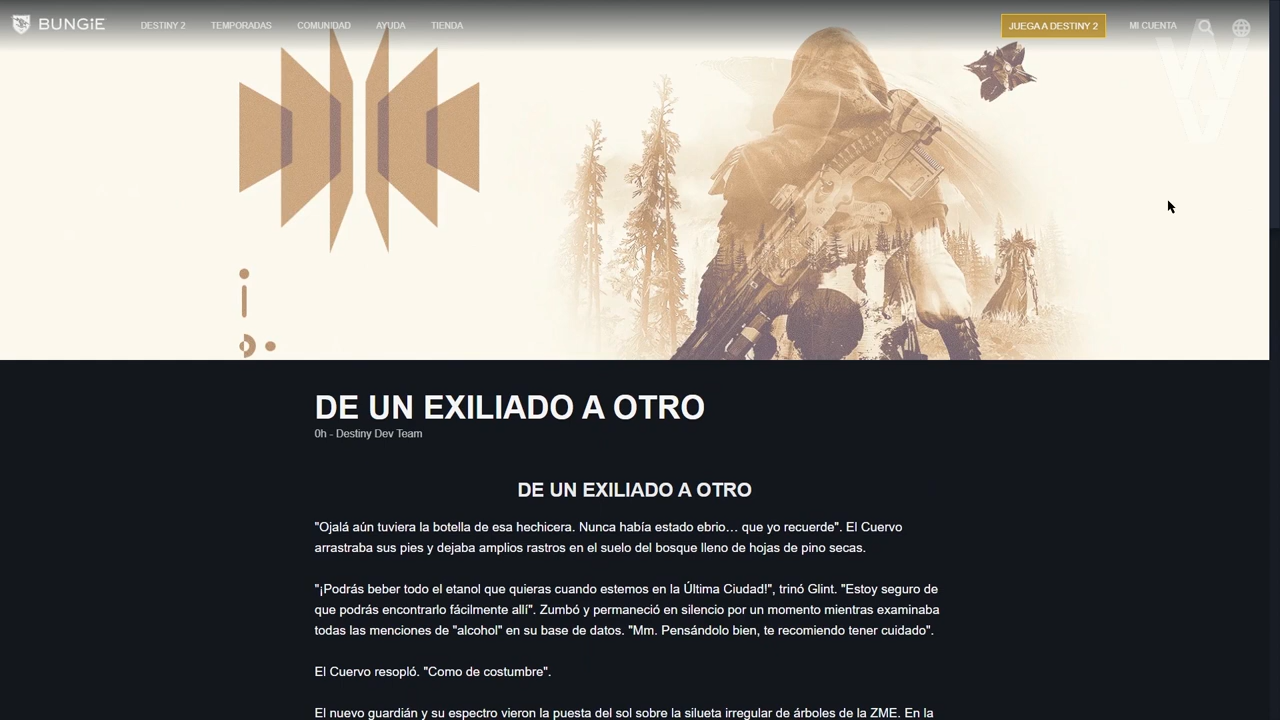 BUNGiE DESTINY 2 TEMPORADAS COMUNIDAD AYUDA TIENDA JUEGA A DESTINY 2 MI CUENTA
DE UN EXILIADO A OTRO
0h - Destiny Dev Team
DE UN EXILIADO A OTRO
"Ojalá aún tuviera la botella de esa hechicera. Nunca había estado ebrio… que yo recuerde". El Cuervo
arrastraba sus pies y dejaba amplios rastros en el suelo del bosque lleno de hojas de pino secas.
"¡Podrás beber todo el etanol que quieras cuando estemos en la Última Ciudad!", trinó Glint. "Estoy seguro de
que podrás encontrarlo fácilmente allí". Zumbó y permaneció en silencio por un momento mientras examinaba
todas las menciones de "alcohol" en su base de datos. "Mm. Pensándolo bien, te recomiendo tener cuidado".
El Cuervo resopló. "Como de costumbre".
El nuevo guardián y su espectro vieron la puesta del sol sobre la silueta irregular de árboles de la ZME. En la